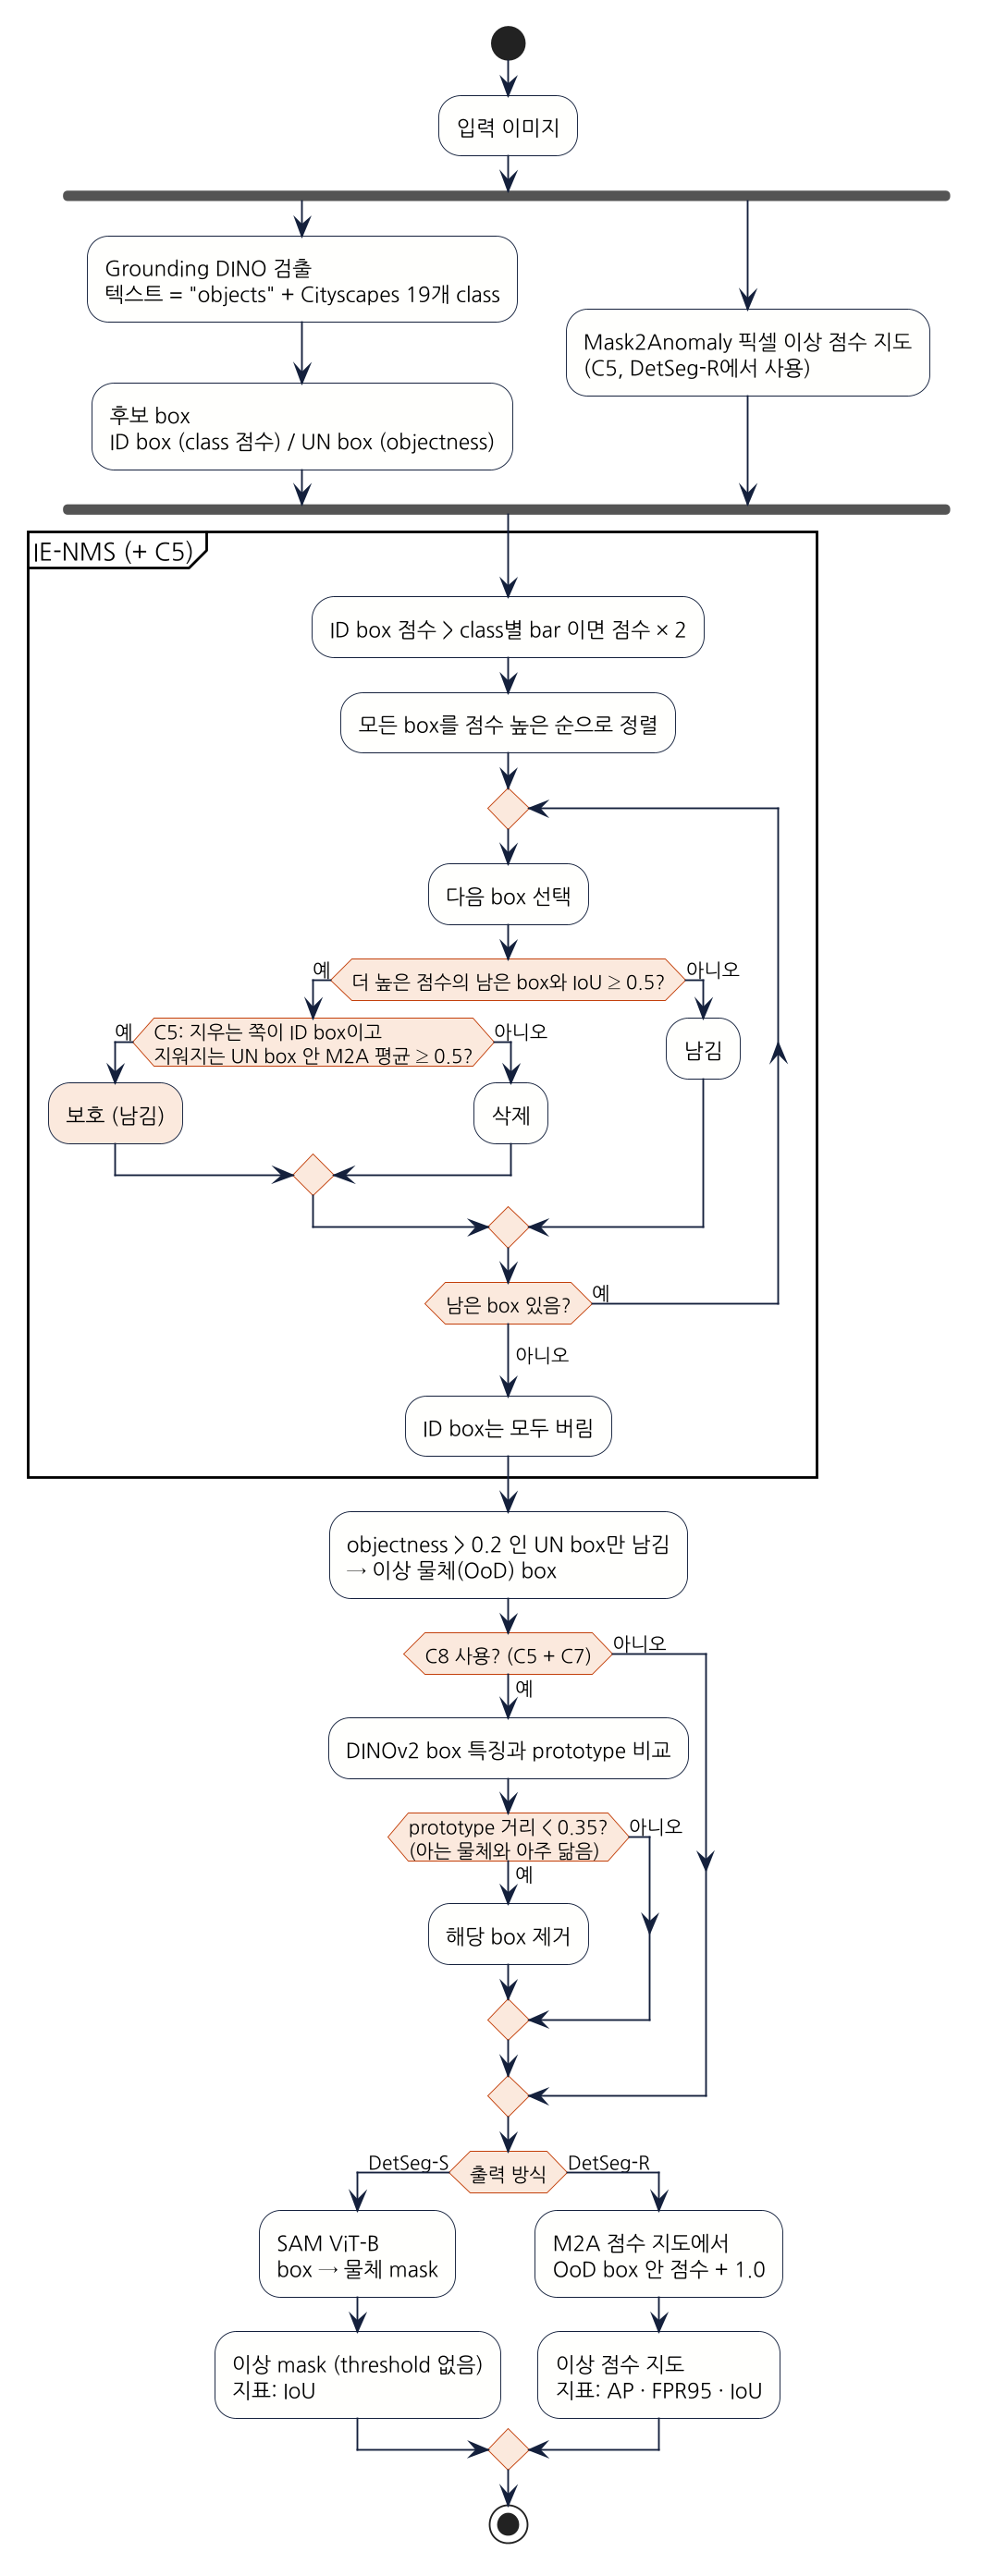 입력 이미지
Grounding DINO 검출
텍스트 = "objects" + Cityscapes 19개 class
Mask2Anomaly 픽셀 이상 점수 지도
(C5, DetSeg-R에서 사용)
후보 box
ID box (class 점수) / UN box (objectness)
IE-NMS (+ C5)
ID box 점수 > class별 bar 이면 점수 × 2
모든 box를 점수 높은 순으로 정렬
다음 box 선택
더 높은 점수의 남은 box와 IoU ≥ 0.5?
예
아니오
C5: 지우는 쪽이 ID box이고
지워지는 UN box 안 M2A 평균 ≥ 0.5?
예
아니오
남김
보호 (남김)
삭제
남은 box 있음?
예
아니오
ID box는 모두 버림
objectness > 0.2 인 UN box만 남김
→ 이상 물체(OoD) box
C8 사용? (C5 + C7)
아니오
예
DINOv2 box 특징과 prototype 비교
prototype 거리 < 0.35?
(아는 물체와 아주 닮음)
아니오
예
해당 box 제거
출력 방식
DetSeg-S
DetSeg-R
SAM ViT-B
box → 물체 mask
M2A 점수 지도에서
OoD box 안 점수 + 1.0
이상 mask (threshold 없음)
지표: IoU
이상 점수 지도
지표: AP · FPR95 · IoU